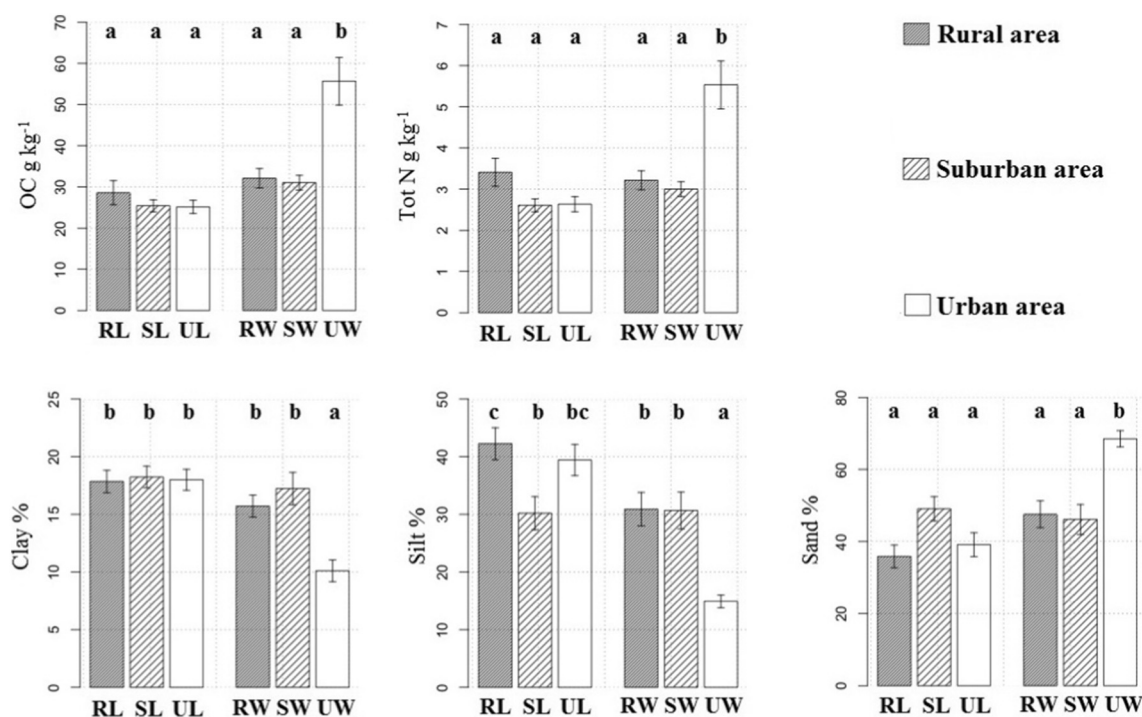 OC g kg⁻¹
70
60
50
40
30
20
10
0
a a a a a b
RL SL UL RW SW UW
Tot N g kg⁻¹
7
6
5
4
3
2
1
0
a a a a a b
RL SL UL RW SW UW
Rural area
Suburban area
Urban area
Clay %
25
20
15
10
5
0
b b b b b a
RL SL UL RW SW UW
Silt %
50
40
30
20
10
0
c b bc b b a
RL SL UL RW SW UW
Sand %
80
60
40
20
0
a a a a a b
RL SL UL RW SW UW